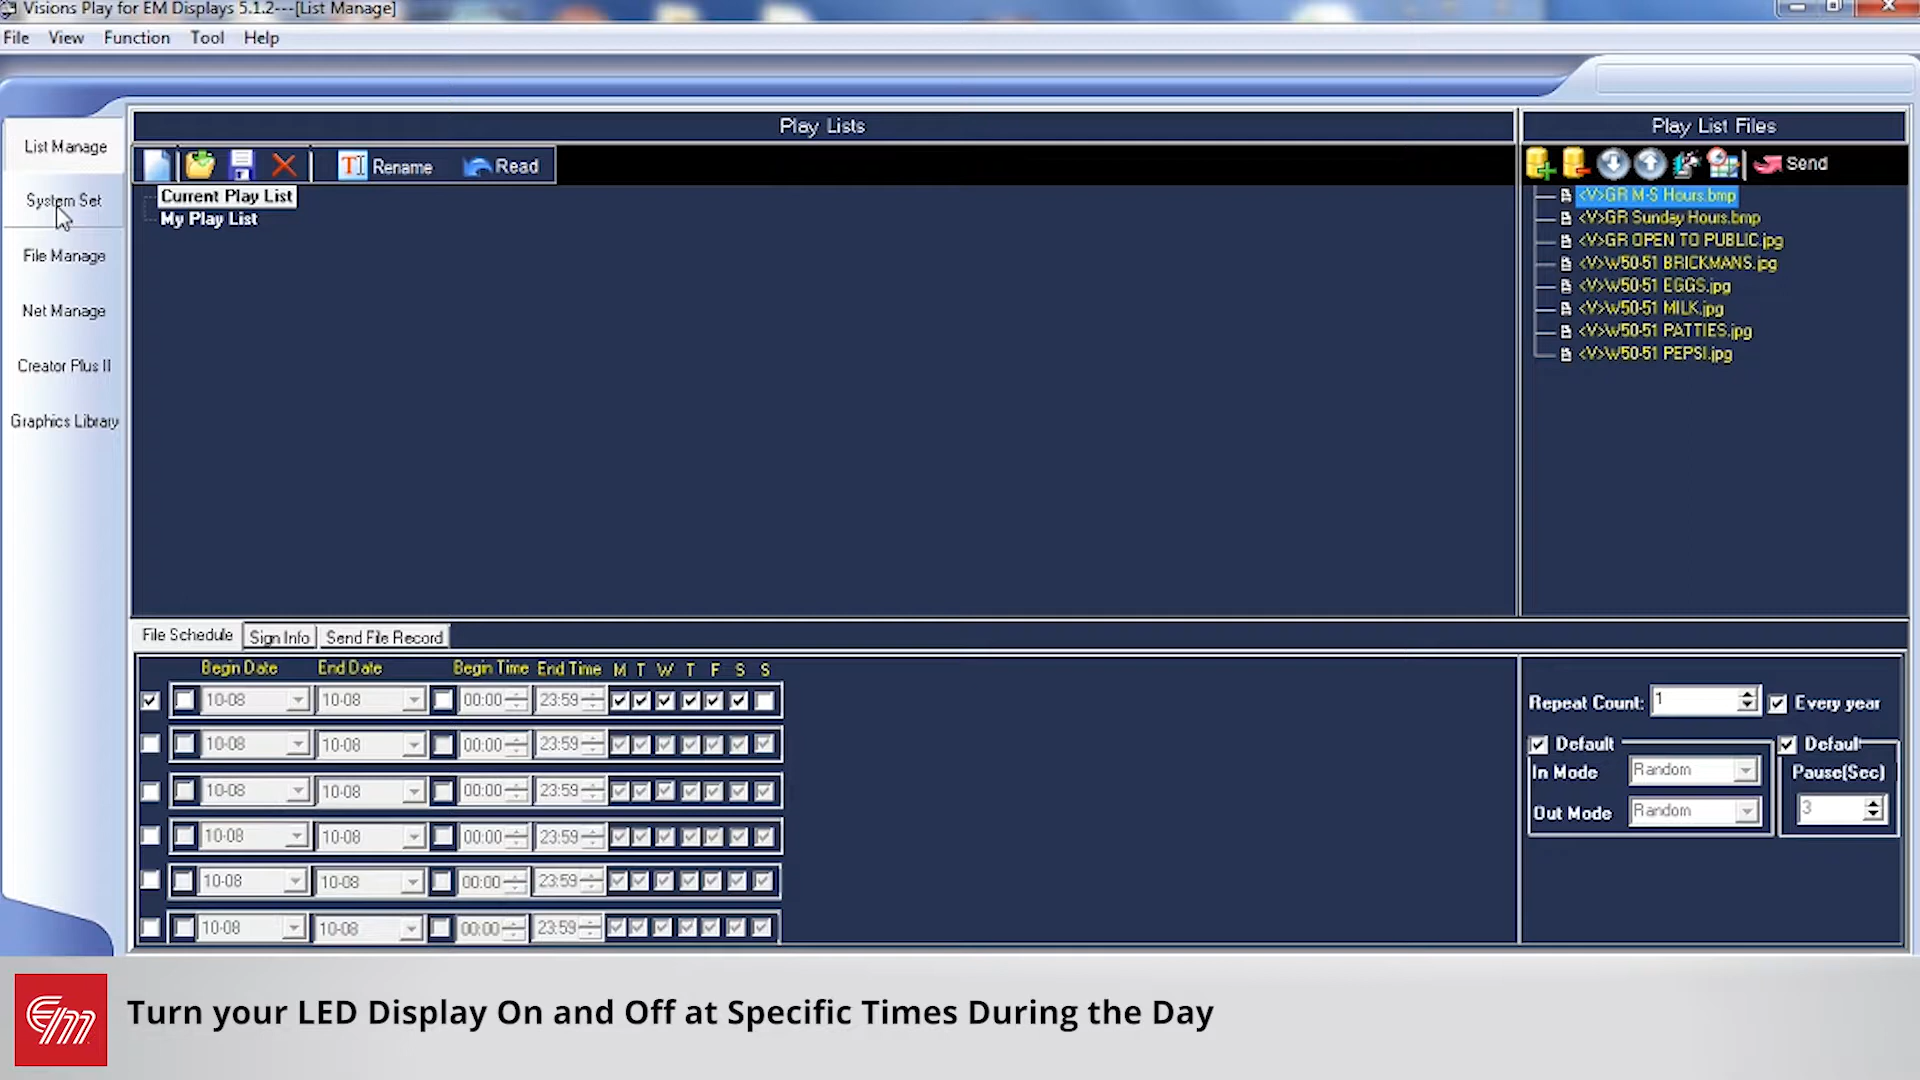 Visions Play for EM Displays 5.1.2---[List Manage]
File View Function Tool Help
List Manage
System Set
File Manage
Net Manage
Creator Plus II
Graphics Library
Play Lists
Rename Read
Current Play List
My Play List
Play List Files
Send
<V>GR M-S Hours.bmp
<V>GR Sunday Hours.bmp
<V>GR OPEN TO PUBLIC.jpg
<V>W50-51 BRICKMANS.jpg
<V>W50-51 EGGS.jpg
<V>W50-51 MILK.jpg
<V>W50-51 PATTIES.jpg
<V>W50-51 PEPSI.jpg
File Schedule Sign Info Send File Record
Begin Date End Date Begin Time End Time M T W T F S S
10-08 10-08 00:00 23:59
10-08 10-08 00:00 23:59
10-08 10-08 00:00 23:59
10-08 10-08 00:00 23:59
10-08 10-08 00:00 23:59
10-08 10-08 00:00 23:59
Repeat Count: 1 Every year
Default Defaul
In Mode Random Pause(Sec)
Out Mode Random 3
EM Turn your LED Display On and Off at Specific Times During the Day